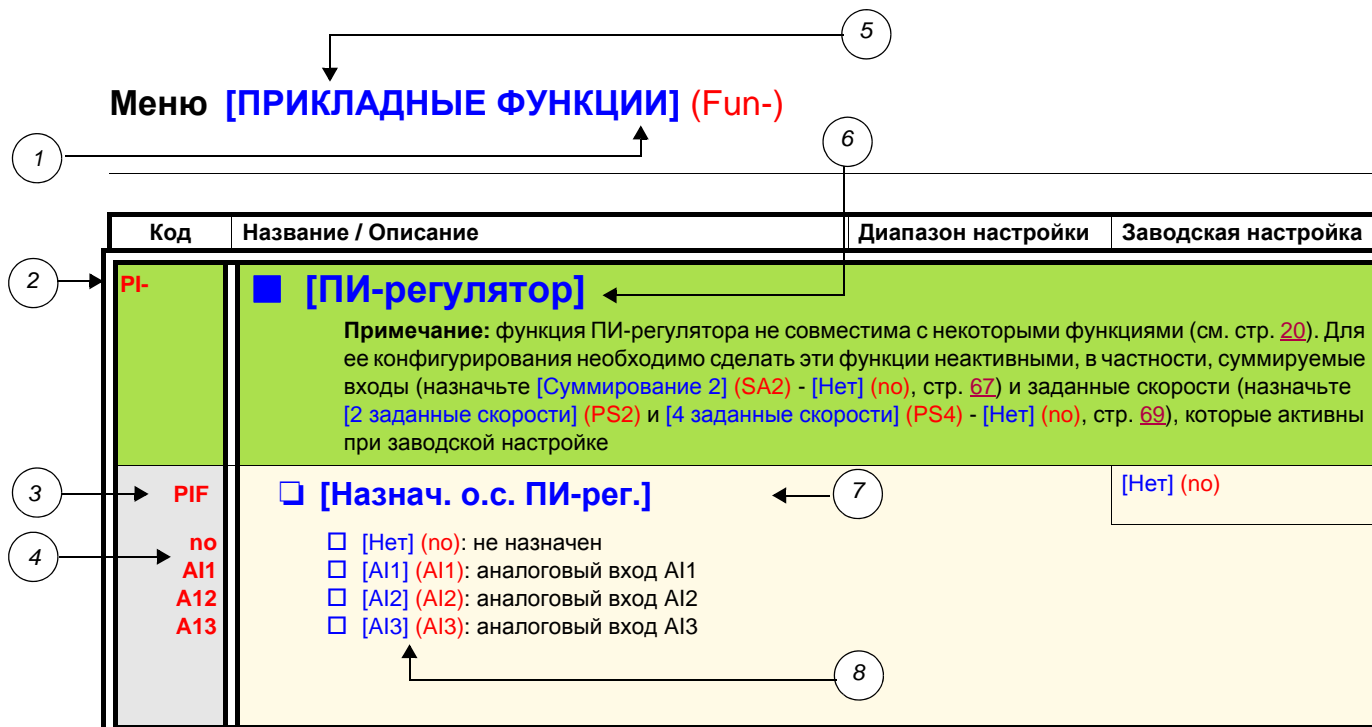 5
Меню [ПРИКЛАДНЫЕ ФУНКЦИИ] (Fun-)
1
6
Код Название / Описание Диапазон настройки Заводская настройка
2
PI- [ПИ-регулятор]
Примечание: функция ПИ-регулятора не совместима с некоторыми функциями (см. стр. 20). Для
ее конфигурирования необходимо сделать эти функции неактивными, в частности, суммируемые
входы (назначьте [Суммирование 2] (SA2) - [Нет] (no), стр. 67) и заданные скорости (назначьте
[2 заданные скорости] (PS2) и [4 заданные скорости] (PS4) - [Нет] (no), стр. 69), которые активны
при заводской настройке
3 PIF [Назнач. о.с. ПИ-рег.] 7 [Нет] (no)
4
no [Нет] (no): не назначен
AI1 [AI1] (AI1): аналоговый вход AI1
A12 [AI2] (AI2): аналоговый вход AI2
A13 [AI3] (AI3): аналоговый вход AI3
8